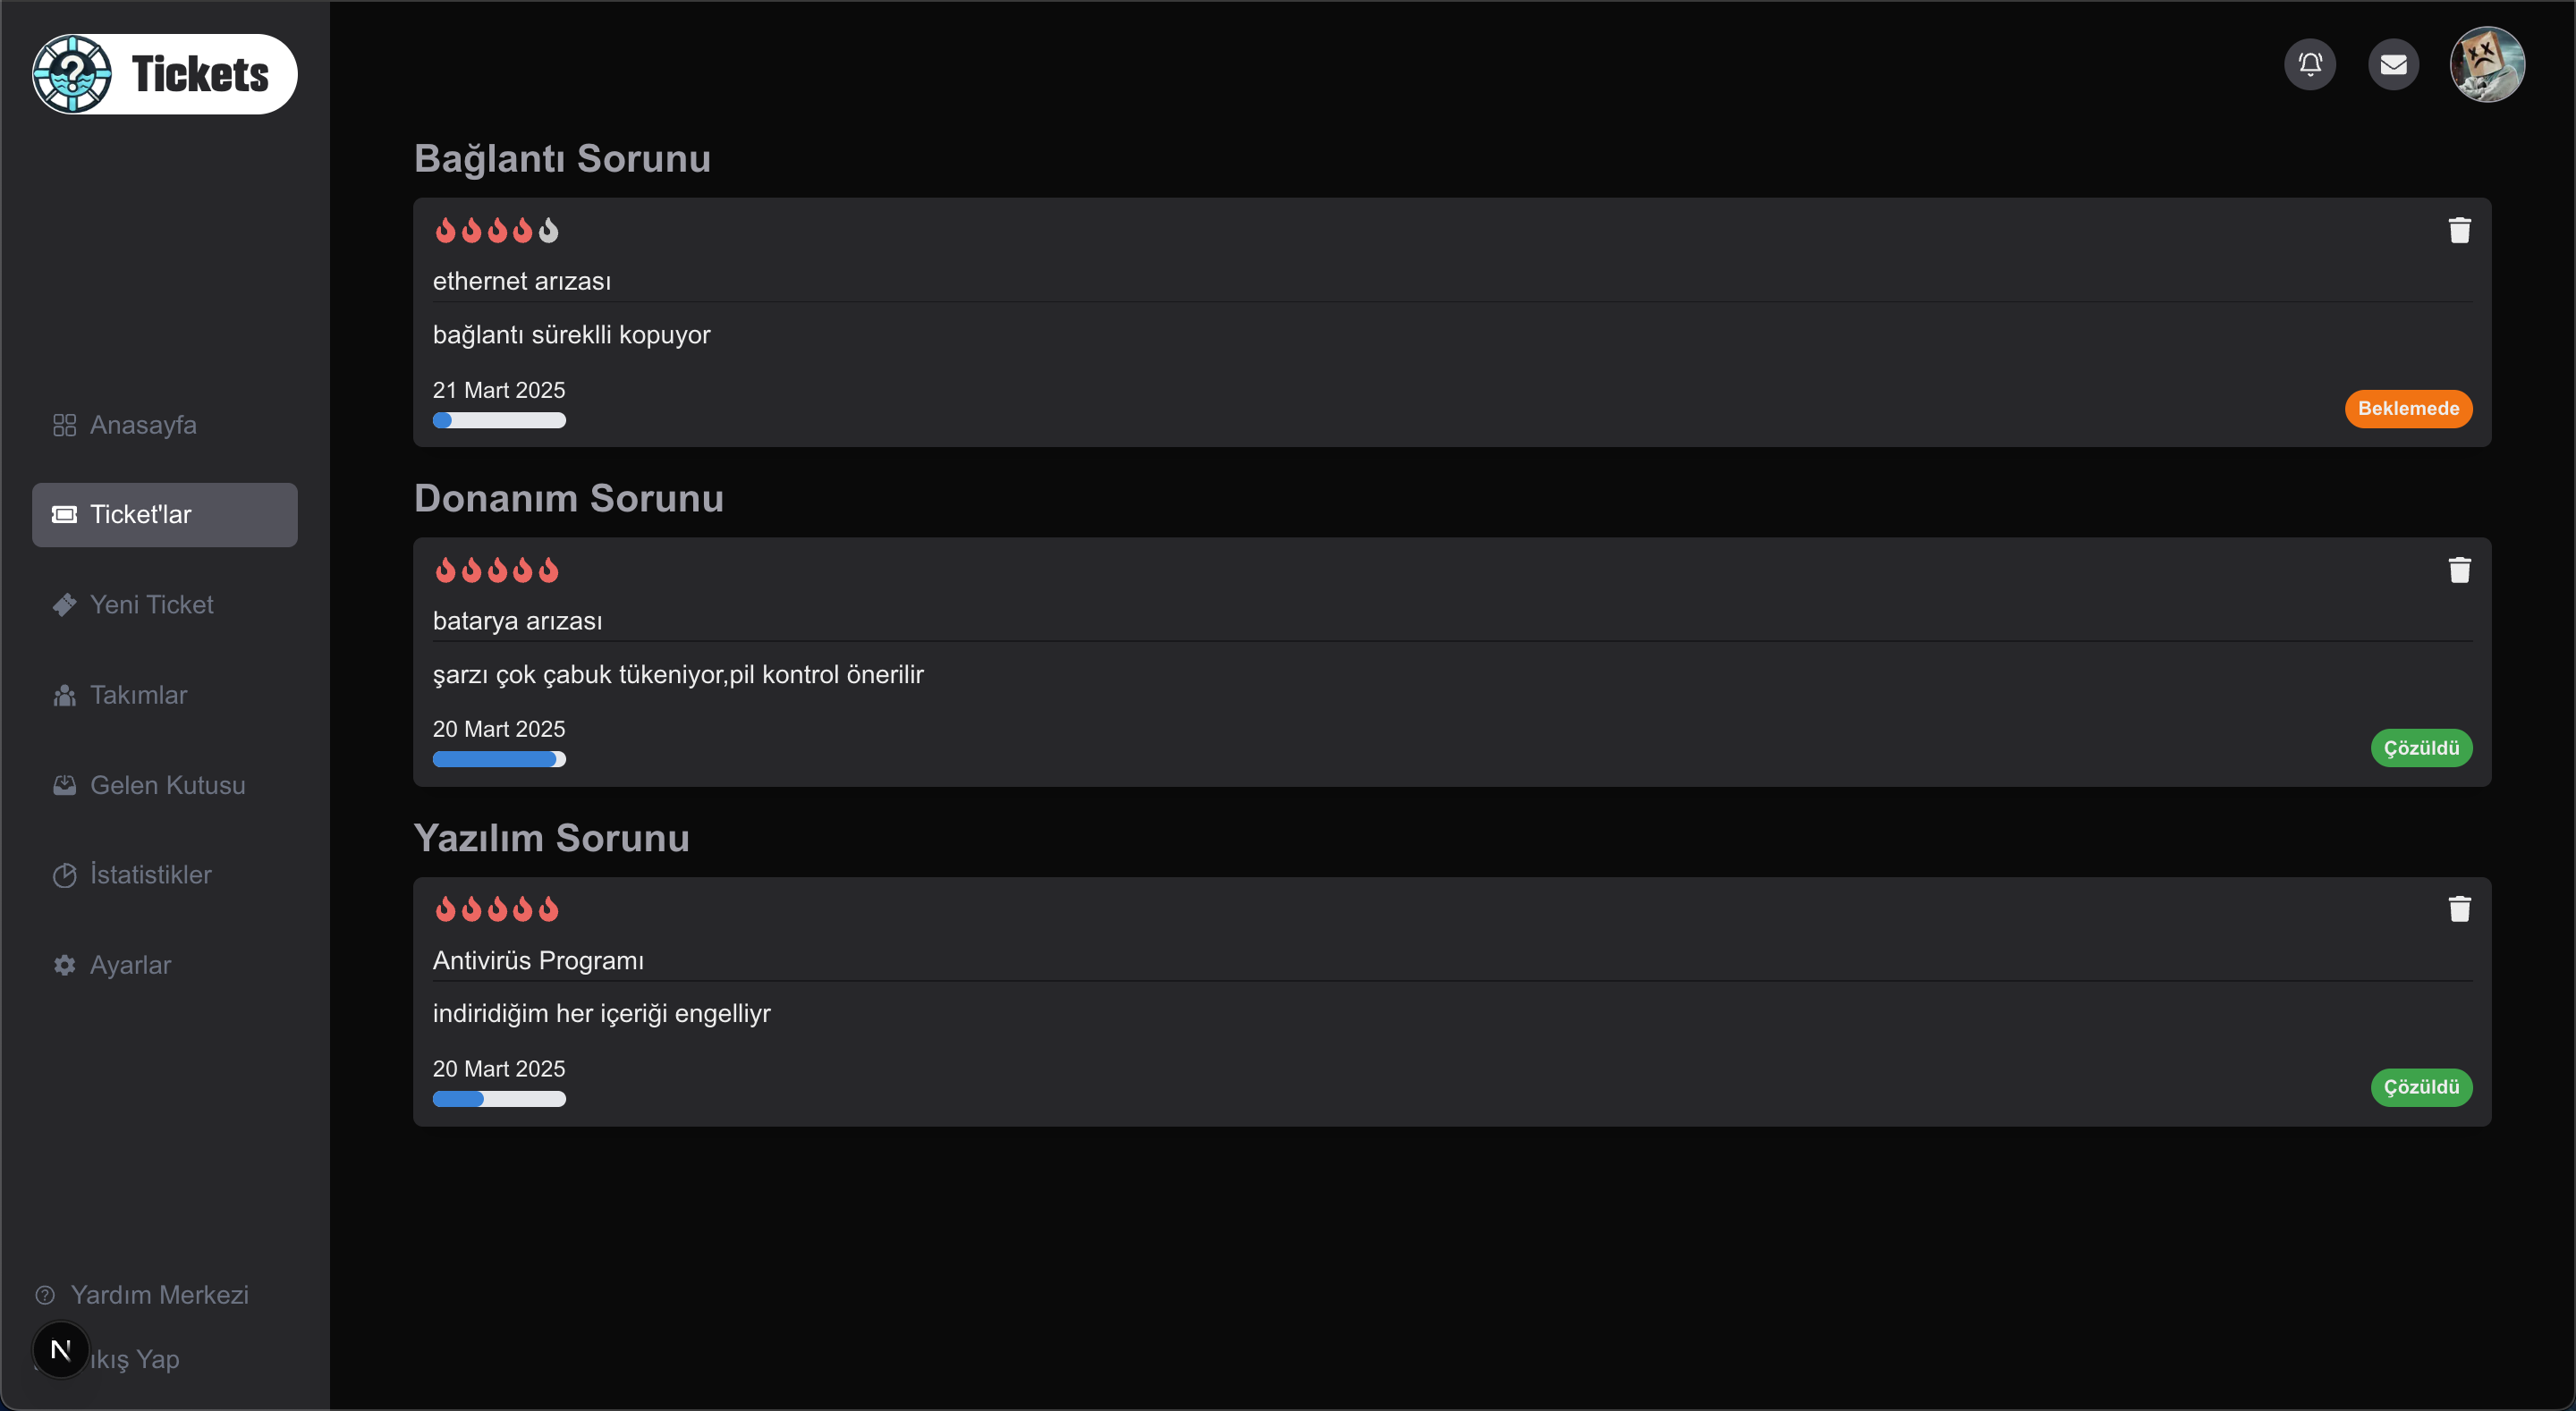 Tickets
Anasayfa
Ticket'lar
Yeni Ticket
Takımlar
Gelen Kutusu
İstatistikler
Ayarlar
Yardım Merkezi
N
ıkış Yap
Bağlantı Sorunu
ethernet arızası
bağlantı süreklli kopuyor
21 Mart 2025
Beklemede
Donanım Sorunu
batarya arızası
şarzı çok çabuk tükeniyor,pil kontrol önerilir
20 Mart 2025
Çözüldü
Yazılım Sorunu
Antivirüs Programı
indiridiğim her içeriği engelliyr
20 Mart 2025
Çözüldü